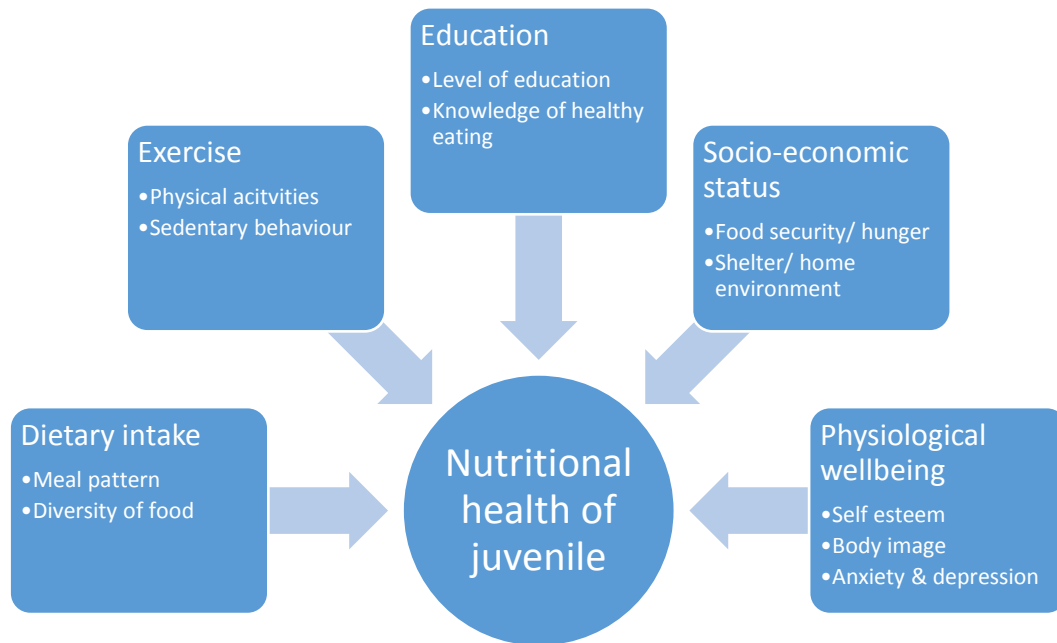 Education
•Level of education
•Knowledge of healthy
eating
Exercise
•Physical acitvities
•Sedentary behaviour
Socio-economic
status
•Food security/ hunger
•Shelter/ home
environment
Dietary intake
•Meal pattern
•Diversity of food
Nutritional
health of
juvenile
Physiological
wellbeing
•Self esteem
•Body image
•Anxiety & depression